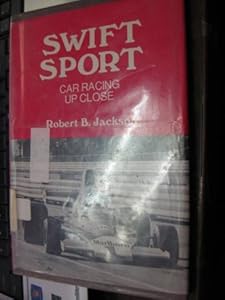 SWIFT
SPORT
CAR RACING
UP CLOSE
Robert B. Jackson